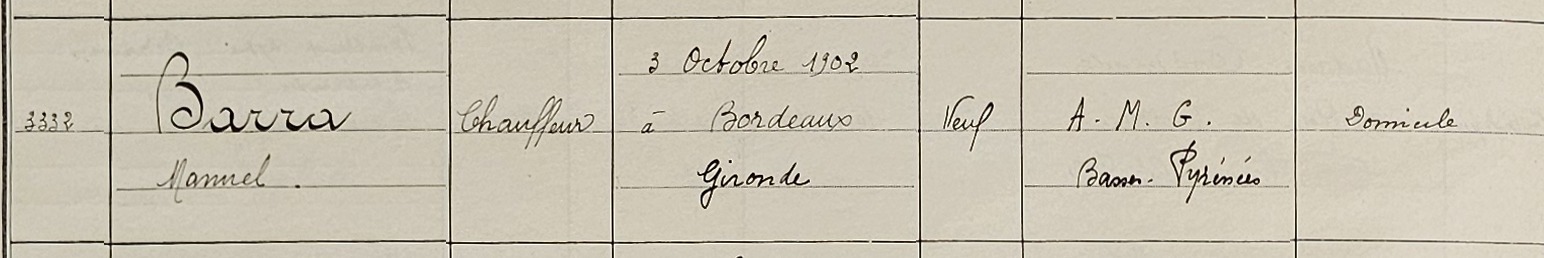 3332
Barra
Manuel.
Chauffeur
3 Octobre 1902
à Bordeaux
Gironde
Veuf
A. M. G.
Basses-Pyrénées
Domicile